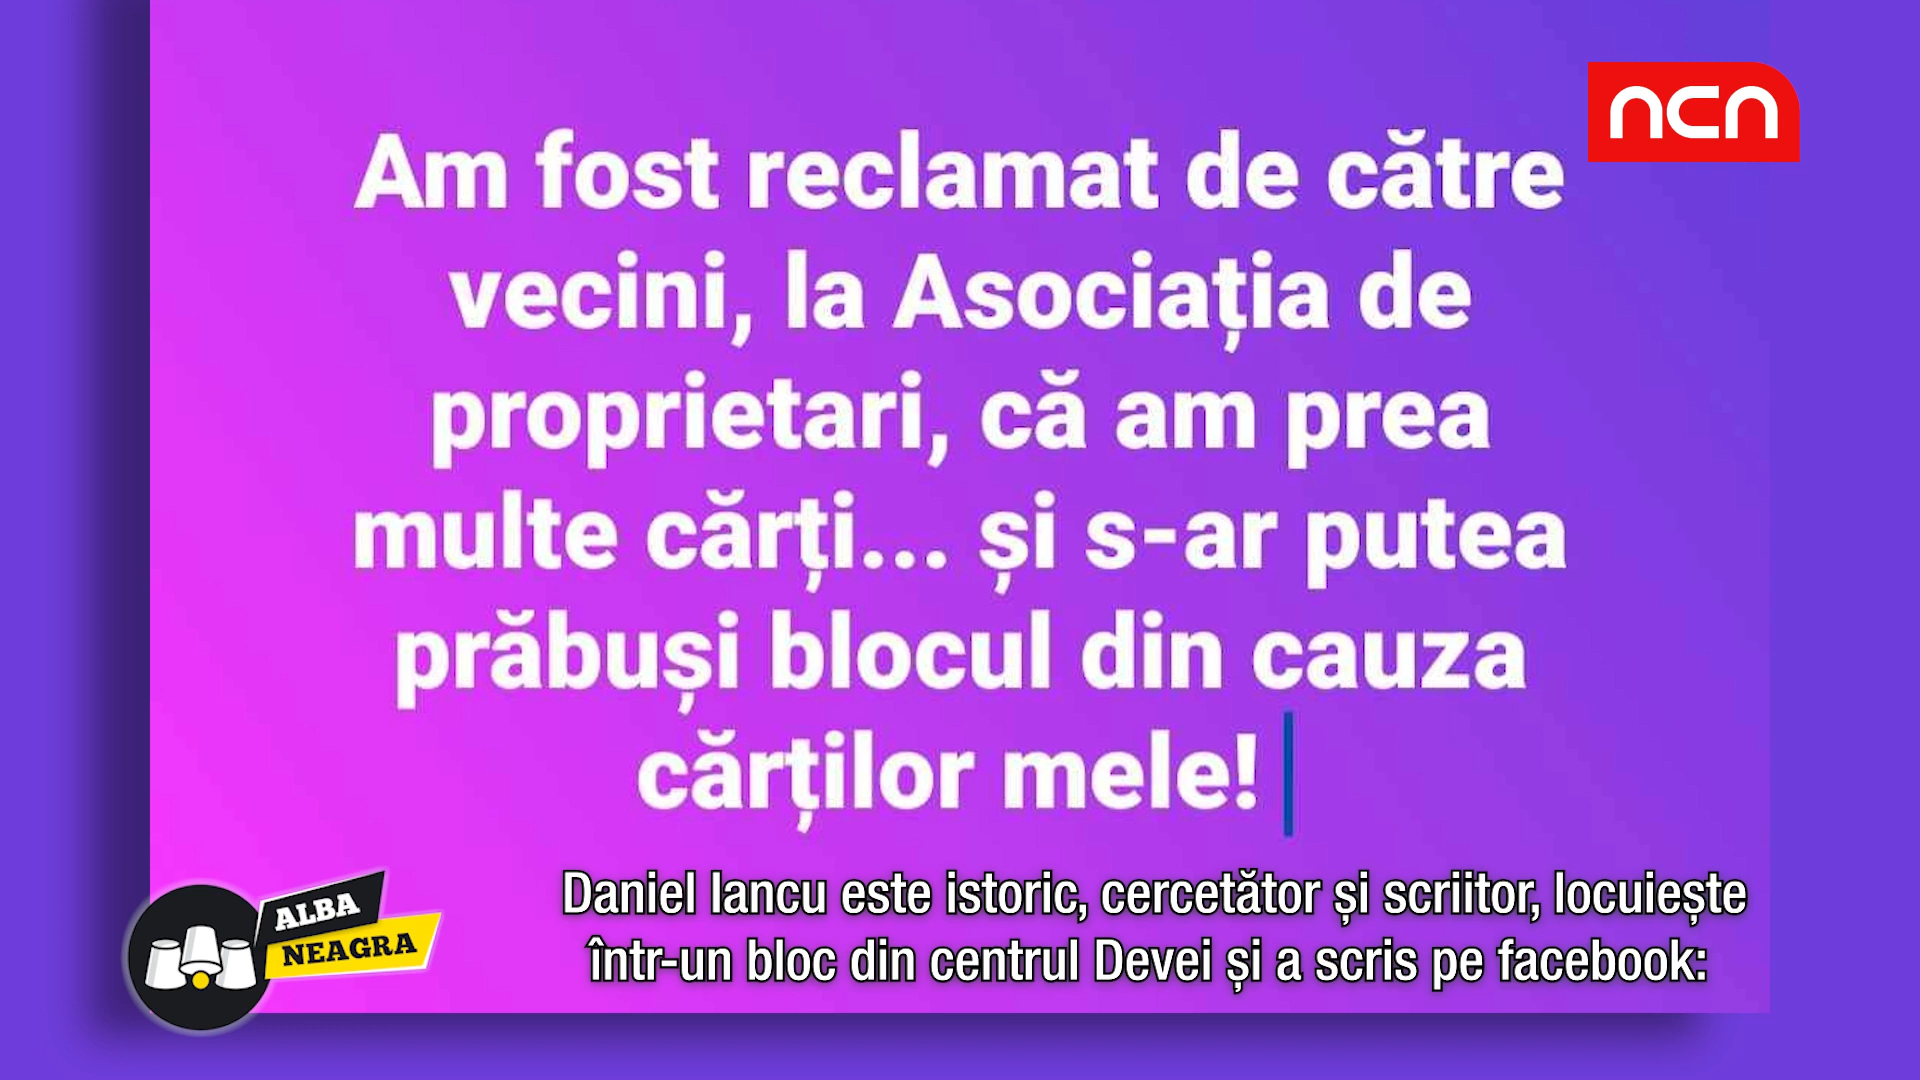 ncn
Am fost reclamat de către
vecini, la Asociația de
proprietari, că am prea
multe cărți... și s-ar putea
prăbuși blocul din cauza
cărților mele!
ALBA
NEAGRA
Daniel Iancu este istoric, cercetător și scriitor, locuiește
într-un bloc din centrul Devei și a scris pe facebook: